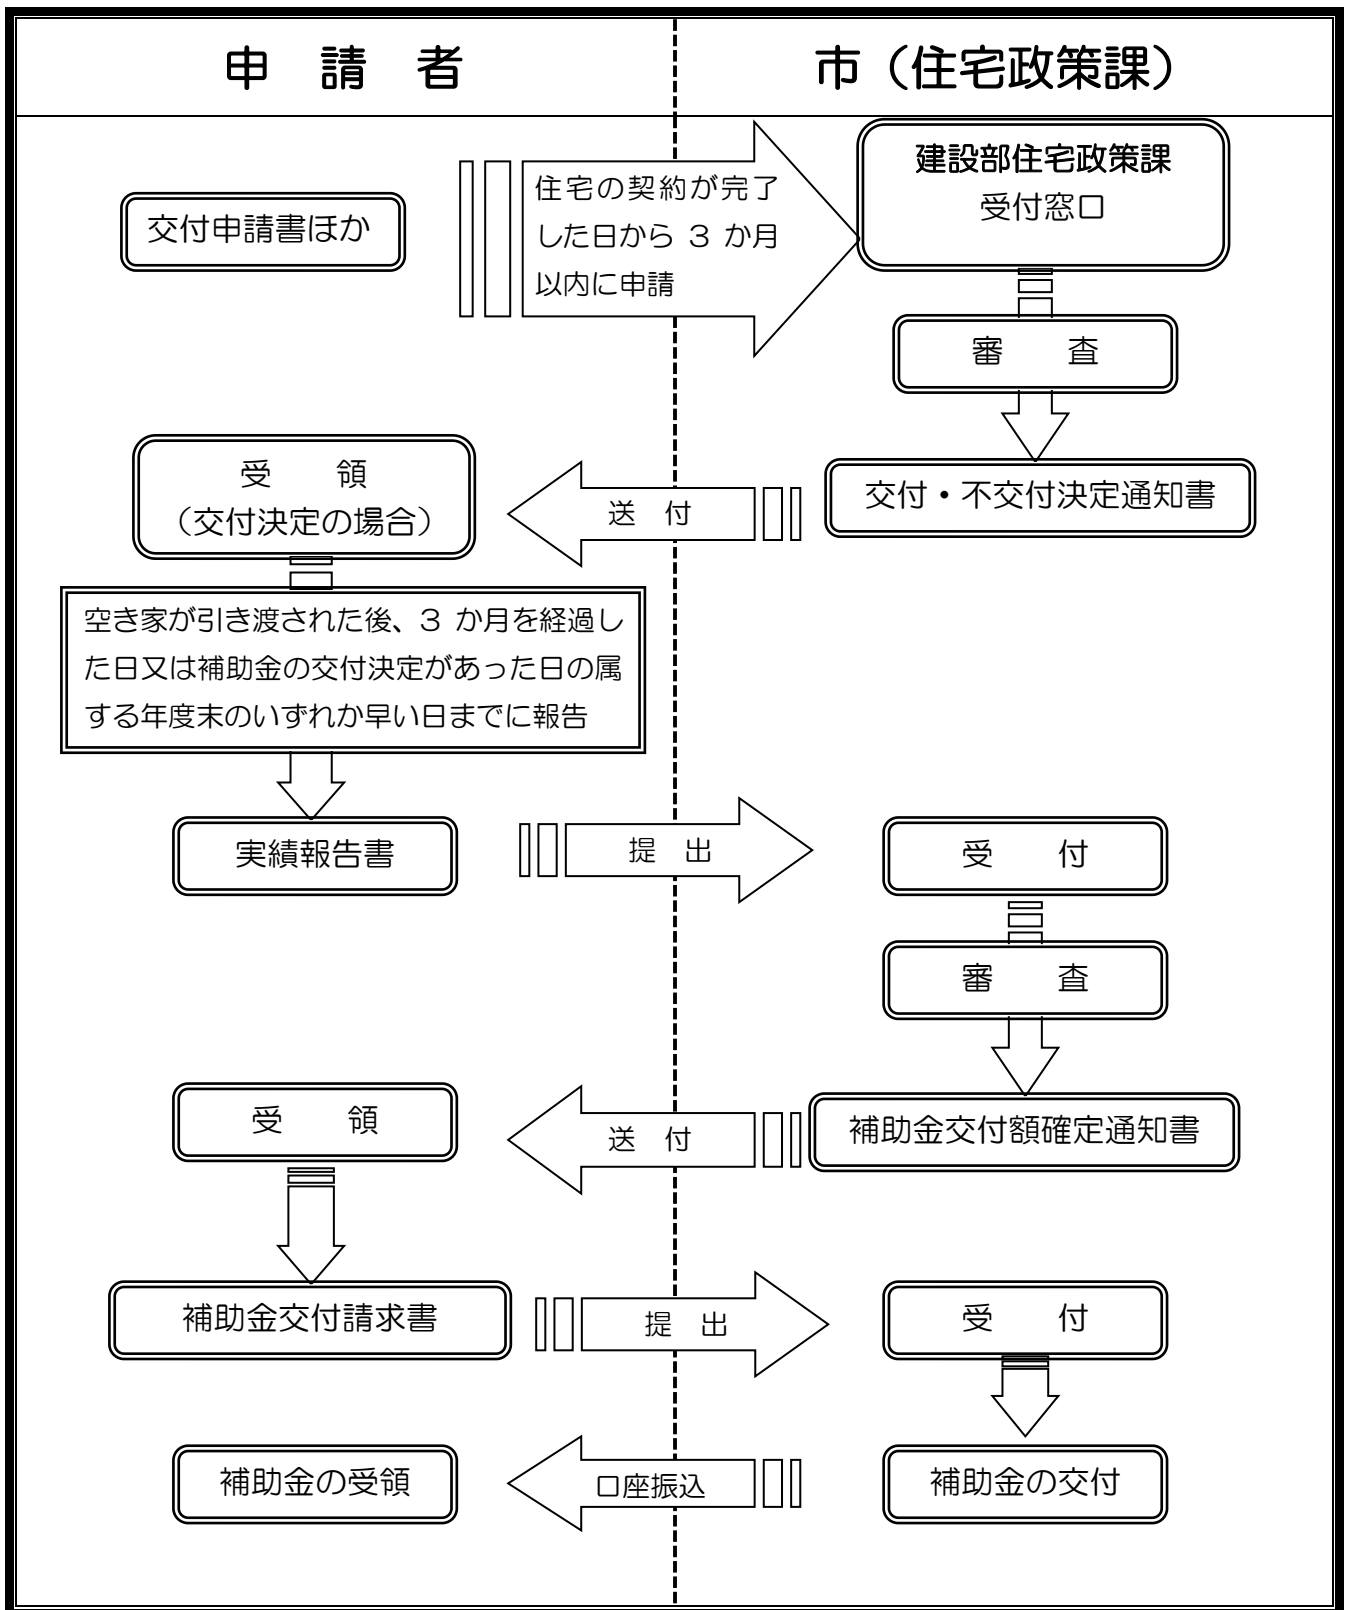 申 請 者
市（住宅政策課）
交付申請書ほか
住宅の契約が完了
した日から 3 か月
以内に申請
建設部住宅政策課
受付窓口
審 査
交付・不交付決定通知書
送 付
受 領
（交付決定の場合）
空き家が引き渡された後、3 か月を経過し
た日又は補助金の交付決定があった日の属
する年度末のいずれか早い日までに報告
実績報告書
提 出
受 付
審 査
補助金交付額確定通知書
送 付
受 領
補助金交付請求書
提 出
受 付
補助金の交付
口座振込
補助金の受領